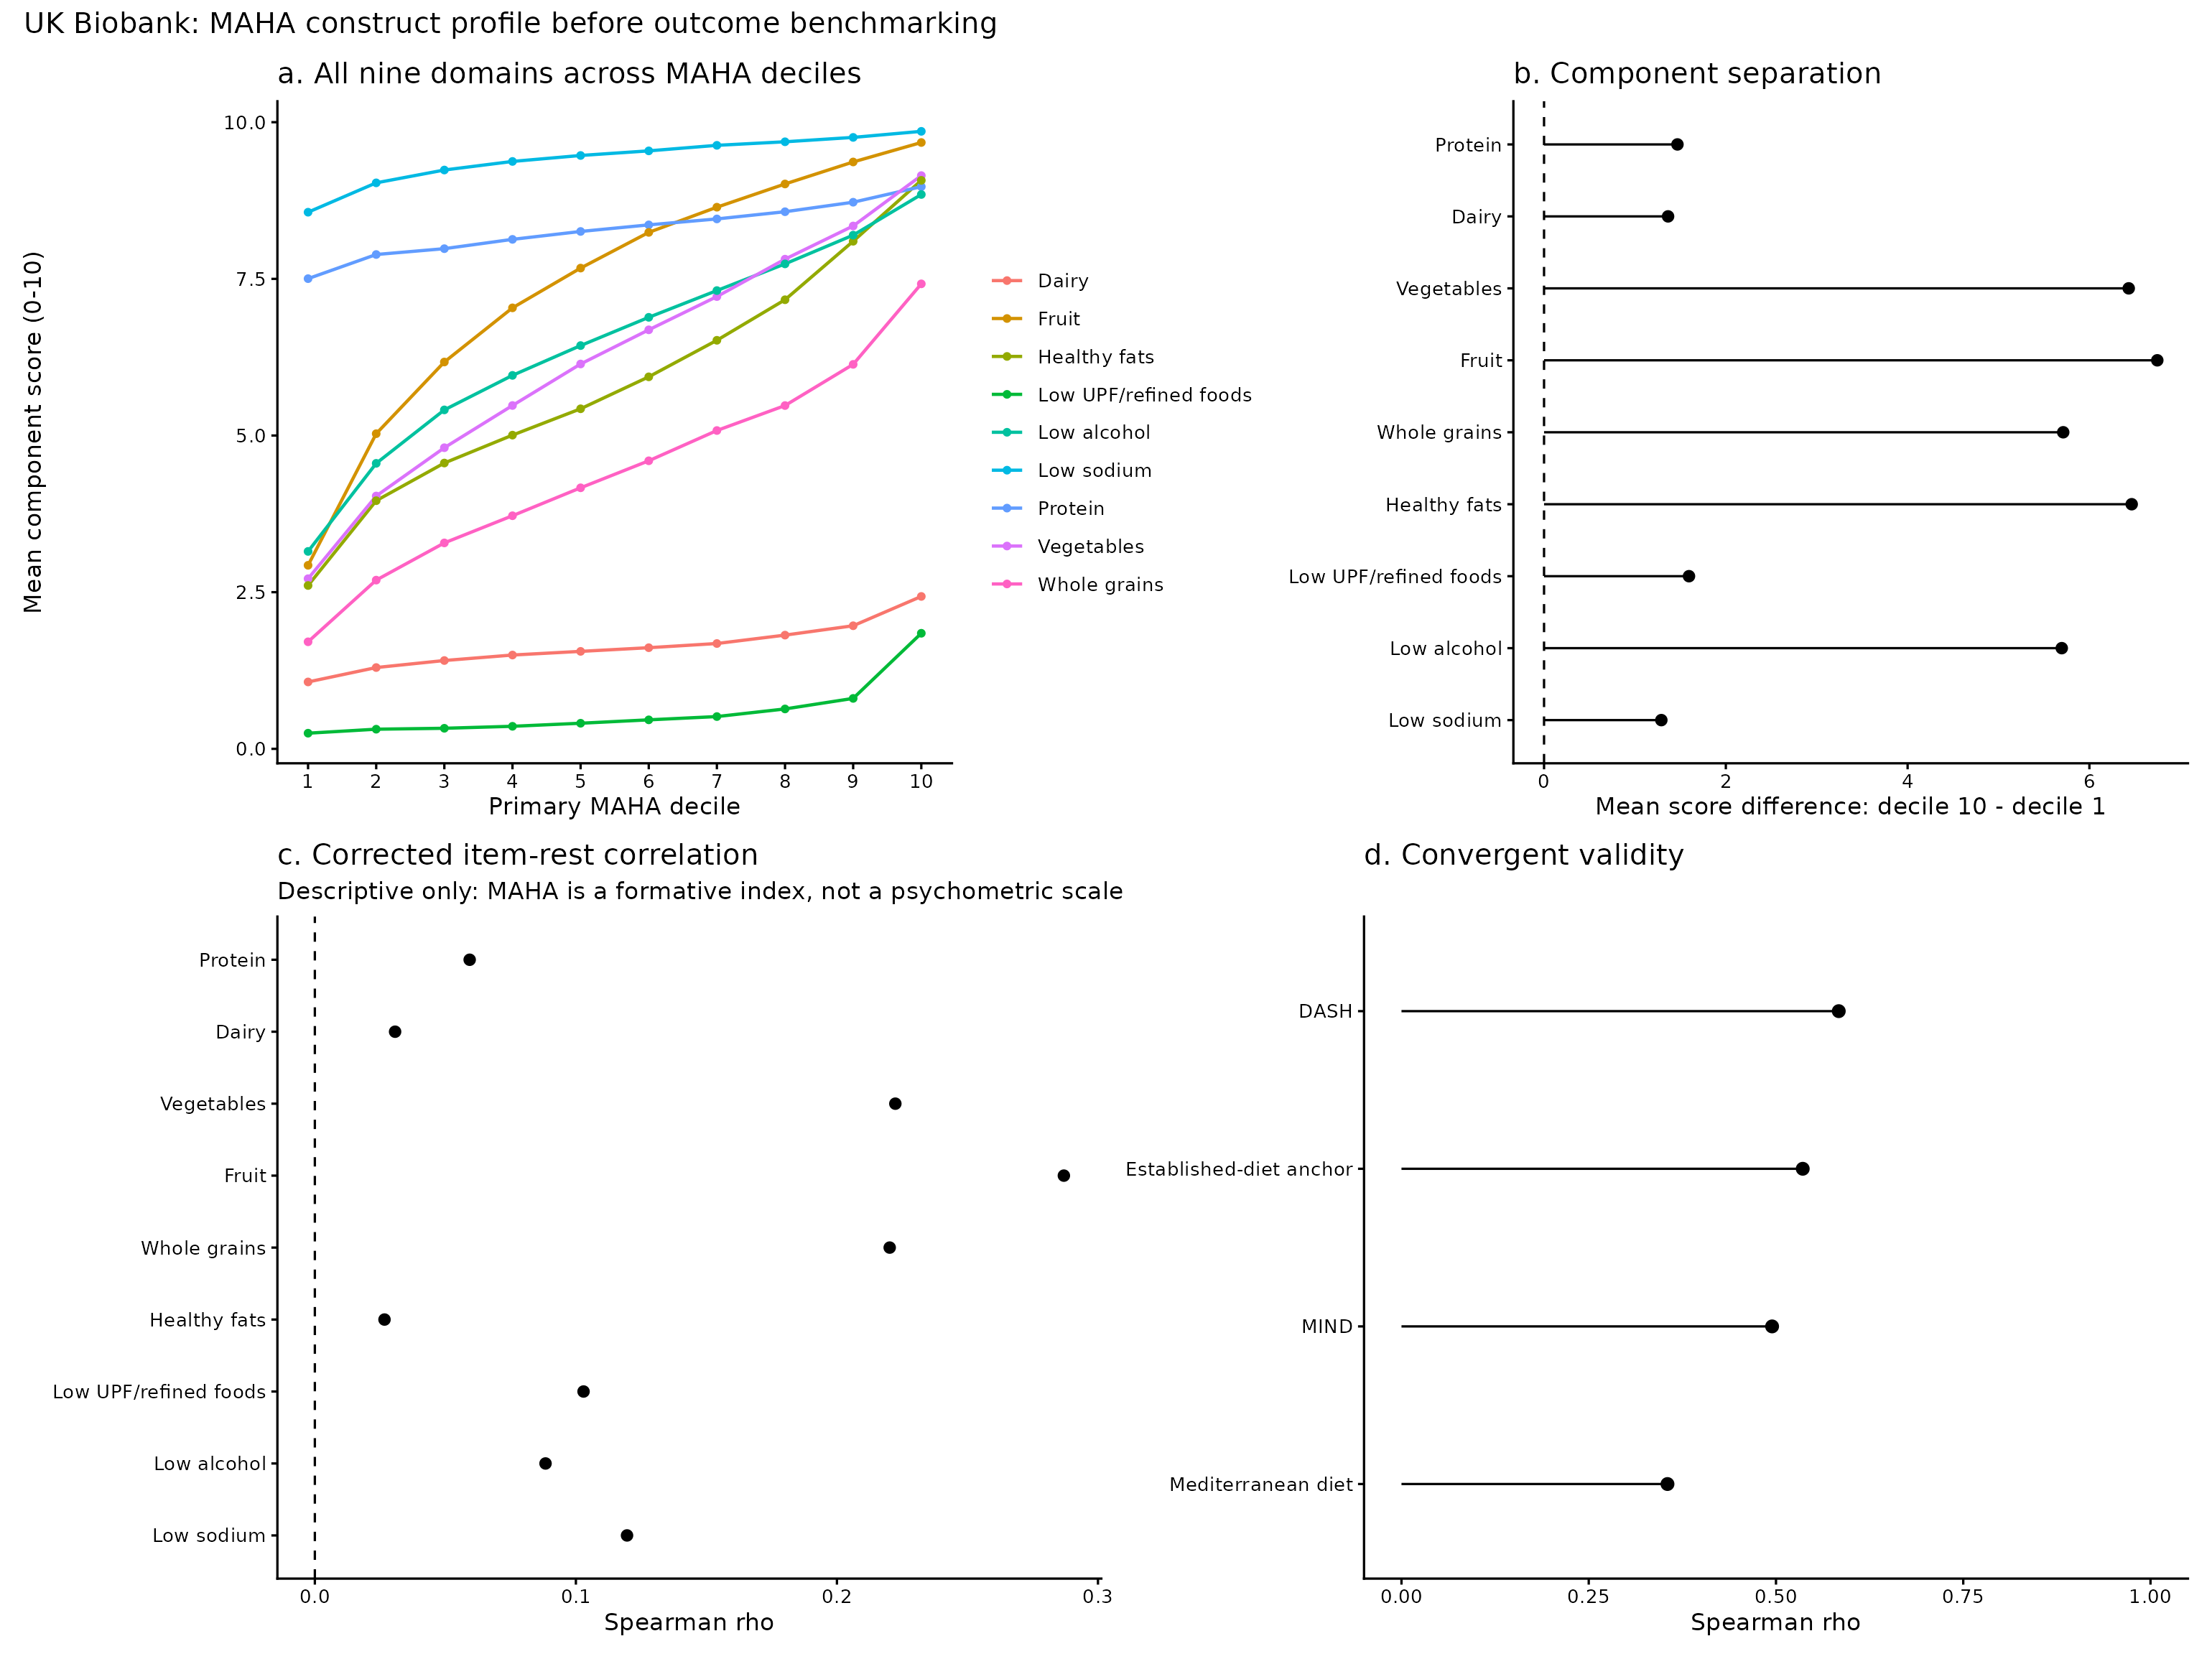 UK Biobank: MAHA construct profile before outcome benchmarking
a. All nine domains across MAHA deciles
Mean component score (0-10)
10.0
7.5
5.0
2.5
0.0
1 2 3 4 5 6 7 8 9 10
Primary MAHA decile
Dairy
Fruit
Healthy fats
Low UPF/refined foods
Low alcohol
Low sodium
Protein
Vegetables
Whole grains
b. Component separation
Protein
Dairy
Vegetables
Fruit
Whole grains
Healthy fats
Low UPF/refined foods
Low alcohol
Low sodium
0 2 4 6
Mean score difference: decile 10 - decile 1
c. Corrected item-rest correlation
Descriptive only: MAHA is a formative index, not a psychometric scale
Protein
Dairy
Vegetables
Fruit
Whole grains
Healthy fats
Low UPF/refined foods
Low alcohol
Low sodium
0.0 0.1 0.2 0.3
Spearman rho
d. Convergent validity
DASH
Established-diet anchor
MIND
Mediterranean diet
0.00 0.25 0.50 0.75 1.00
Spearman rho